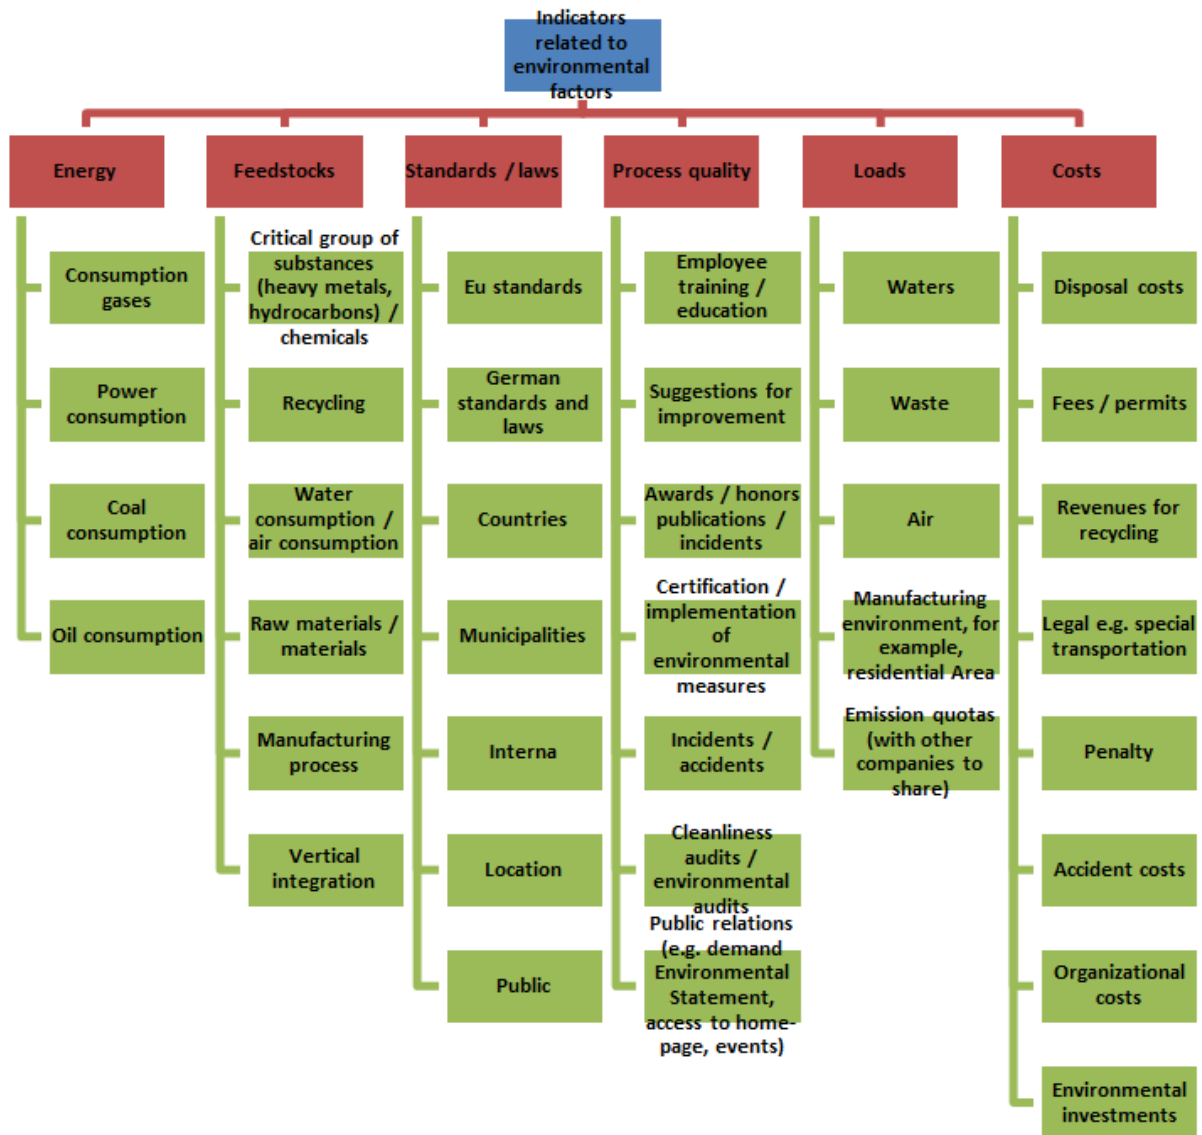 Indicators
related to
environmental
factors
Energy
Feedstocks
Standards / laws
Process quality
Loads
Costs
Consumption
gases
Power
consumption
Coal
consumption
Oil consumption
Critical group of
substances
(heavy metals,
hydrocarbons) /
chemicals
Recycling
Water
consumption /
air consumption
Raw materials /
materials
Manufacturing
process
Vertical
integration
Eu standards
German
standards and
laws
Countries
Municipalities
Interna
Location
Public
Employee
training /
education
Suggestions for
improvement
Awards / honors
publications /
incidents
Certification /
implementation
of
environmental
measures
Incidents /
accidents
Cleanliness
audits /
environmental
audits
Public relations
(e.g. demand
Environmental
Statement,
access to home-
page, events)
Waters
Waste
Air
Manufacturing
environment, for
example,
residential Area
Emission quotas
(with other
companies to
share)
Disposal costs
Fees / permits
Revenues for
recycling
Legal e.g. special
transportation
Penalty
Accident costs
Organizational
costs
Environmental
investments